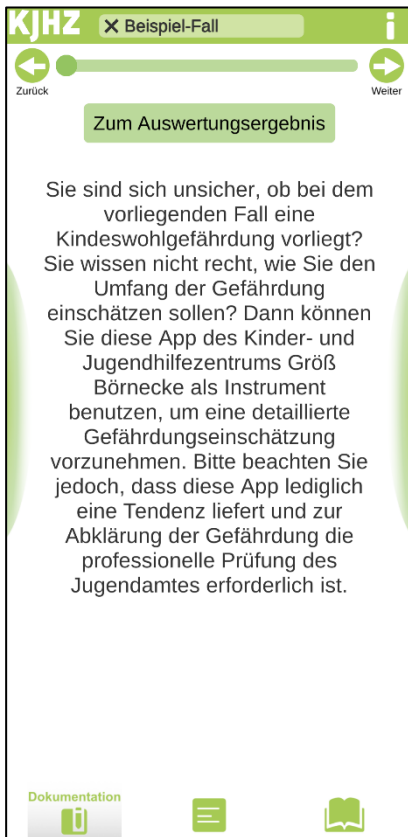 KJHZ
X Beispiel-Fall
i
Zurück
Weiter
Zum Auswertungsergebnis
Sie sind sich unsicher, ob bei dem
vorliegenden Fall eine
Kindeswohlgefährdung vorliegt?
Sie wissen nicht recht, wie Sie den
Umfang der Gefährdung
einschätzen sollen? Dann können
Sie diese App des Kinder- und
Jugendhilfezentrums Groß
Börnecke als Instrument
benutzen, um eine detaillierte
Gefährdungseinschätzung
vorzunehmen. Bitte beachten Sie
jedoch, dass diese App lediglich
eine Tendenz liefert und zur
Abklärung der Gefährdung die
professionelle Prüfung des
Jugendamtes erforderlich ist.
Dokumentation